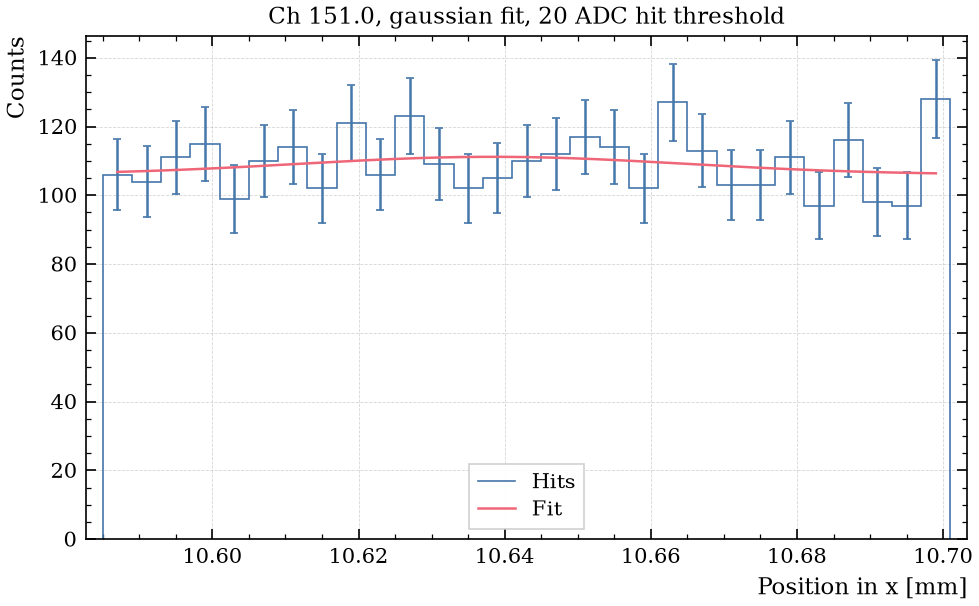 Ch 151.0, gaussian fit, 20 ADC hit threshold
Counts
140
120
100
80
60
40
20
0
Hits
Fit
10.60 10.62 10.64 10.66 10.68 10.70
Position in x [mm]